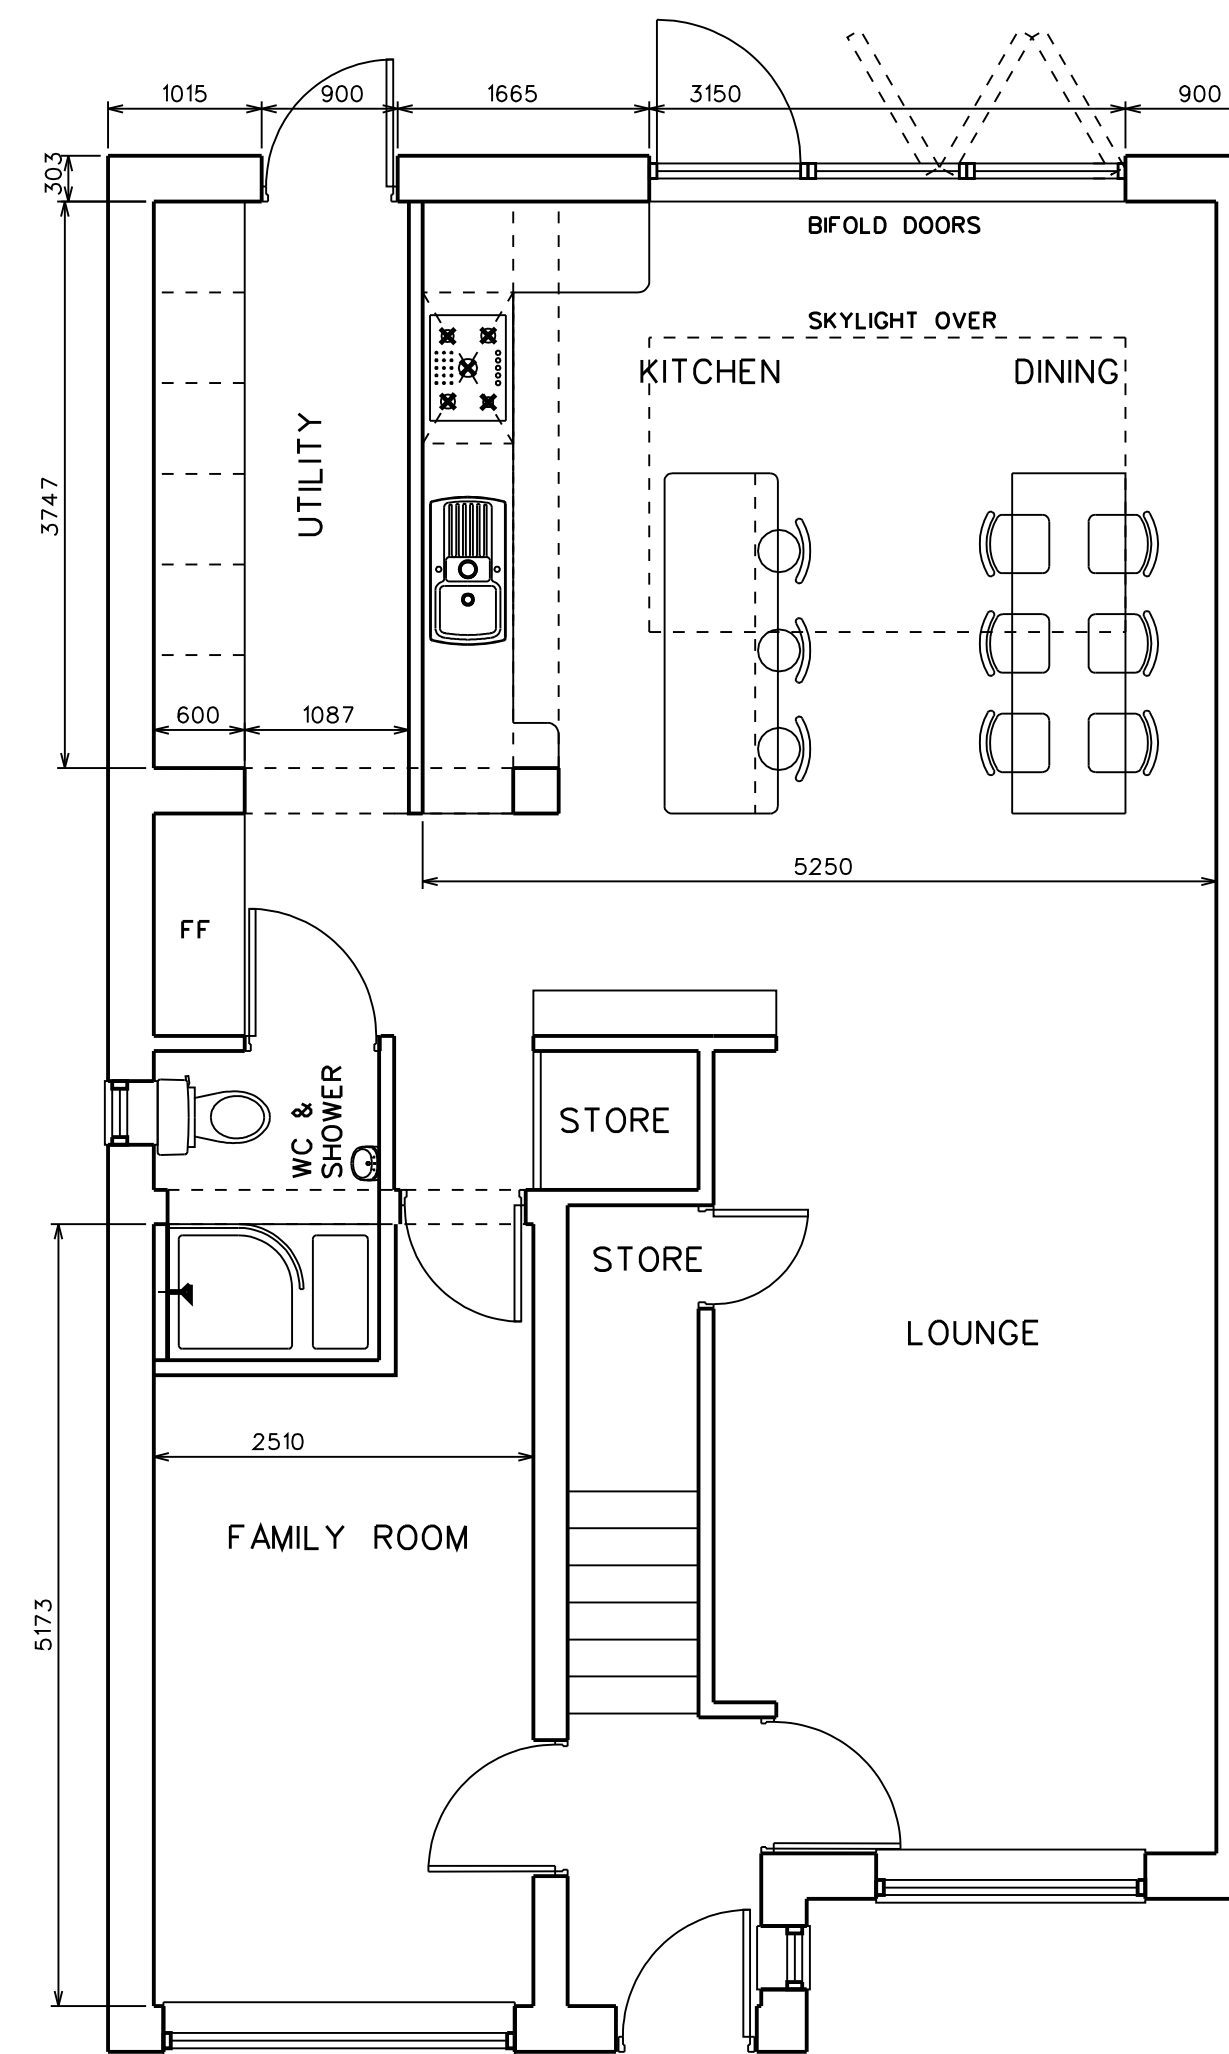 1015
900
1665
3150
900
303
BIFOLD DOORS
SKYLIGHT OVER
KITCHEN
DINING
UTILITY
3747
600
1087
5250
FF
WC &
SHOWER
STORE
STORE
LOUNGE
2510
FAMILY ROOM
5173